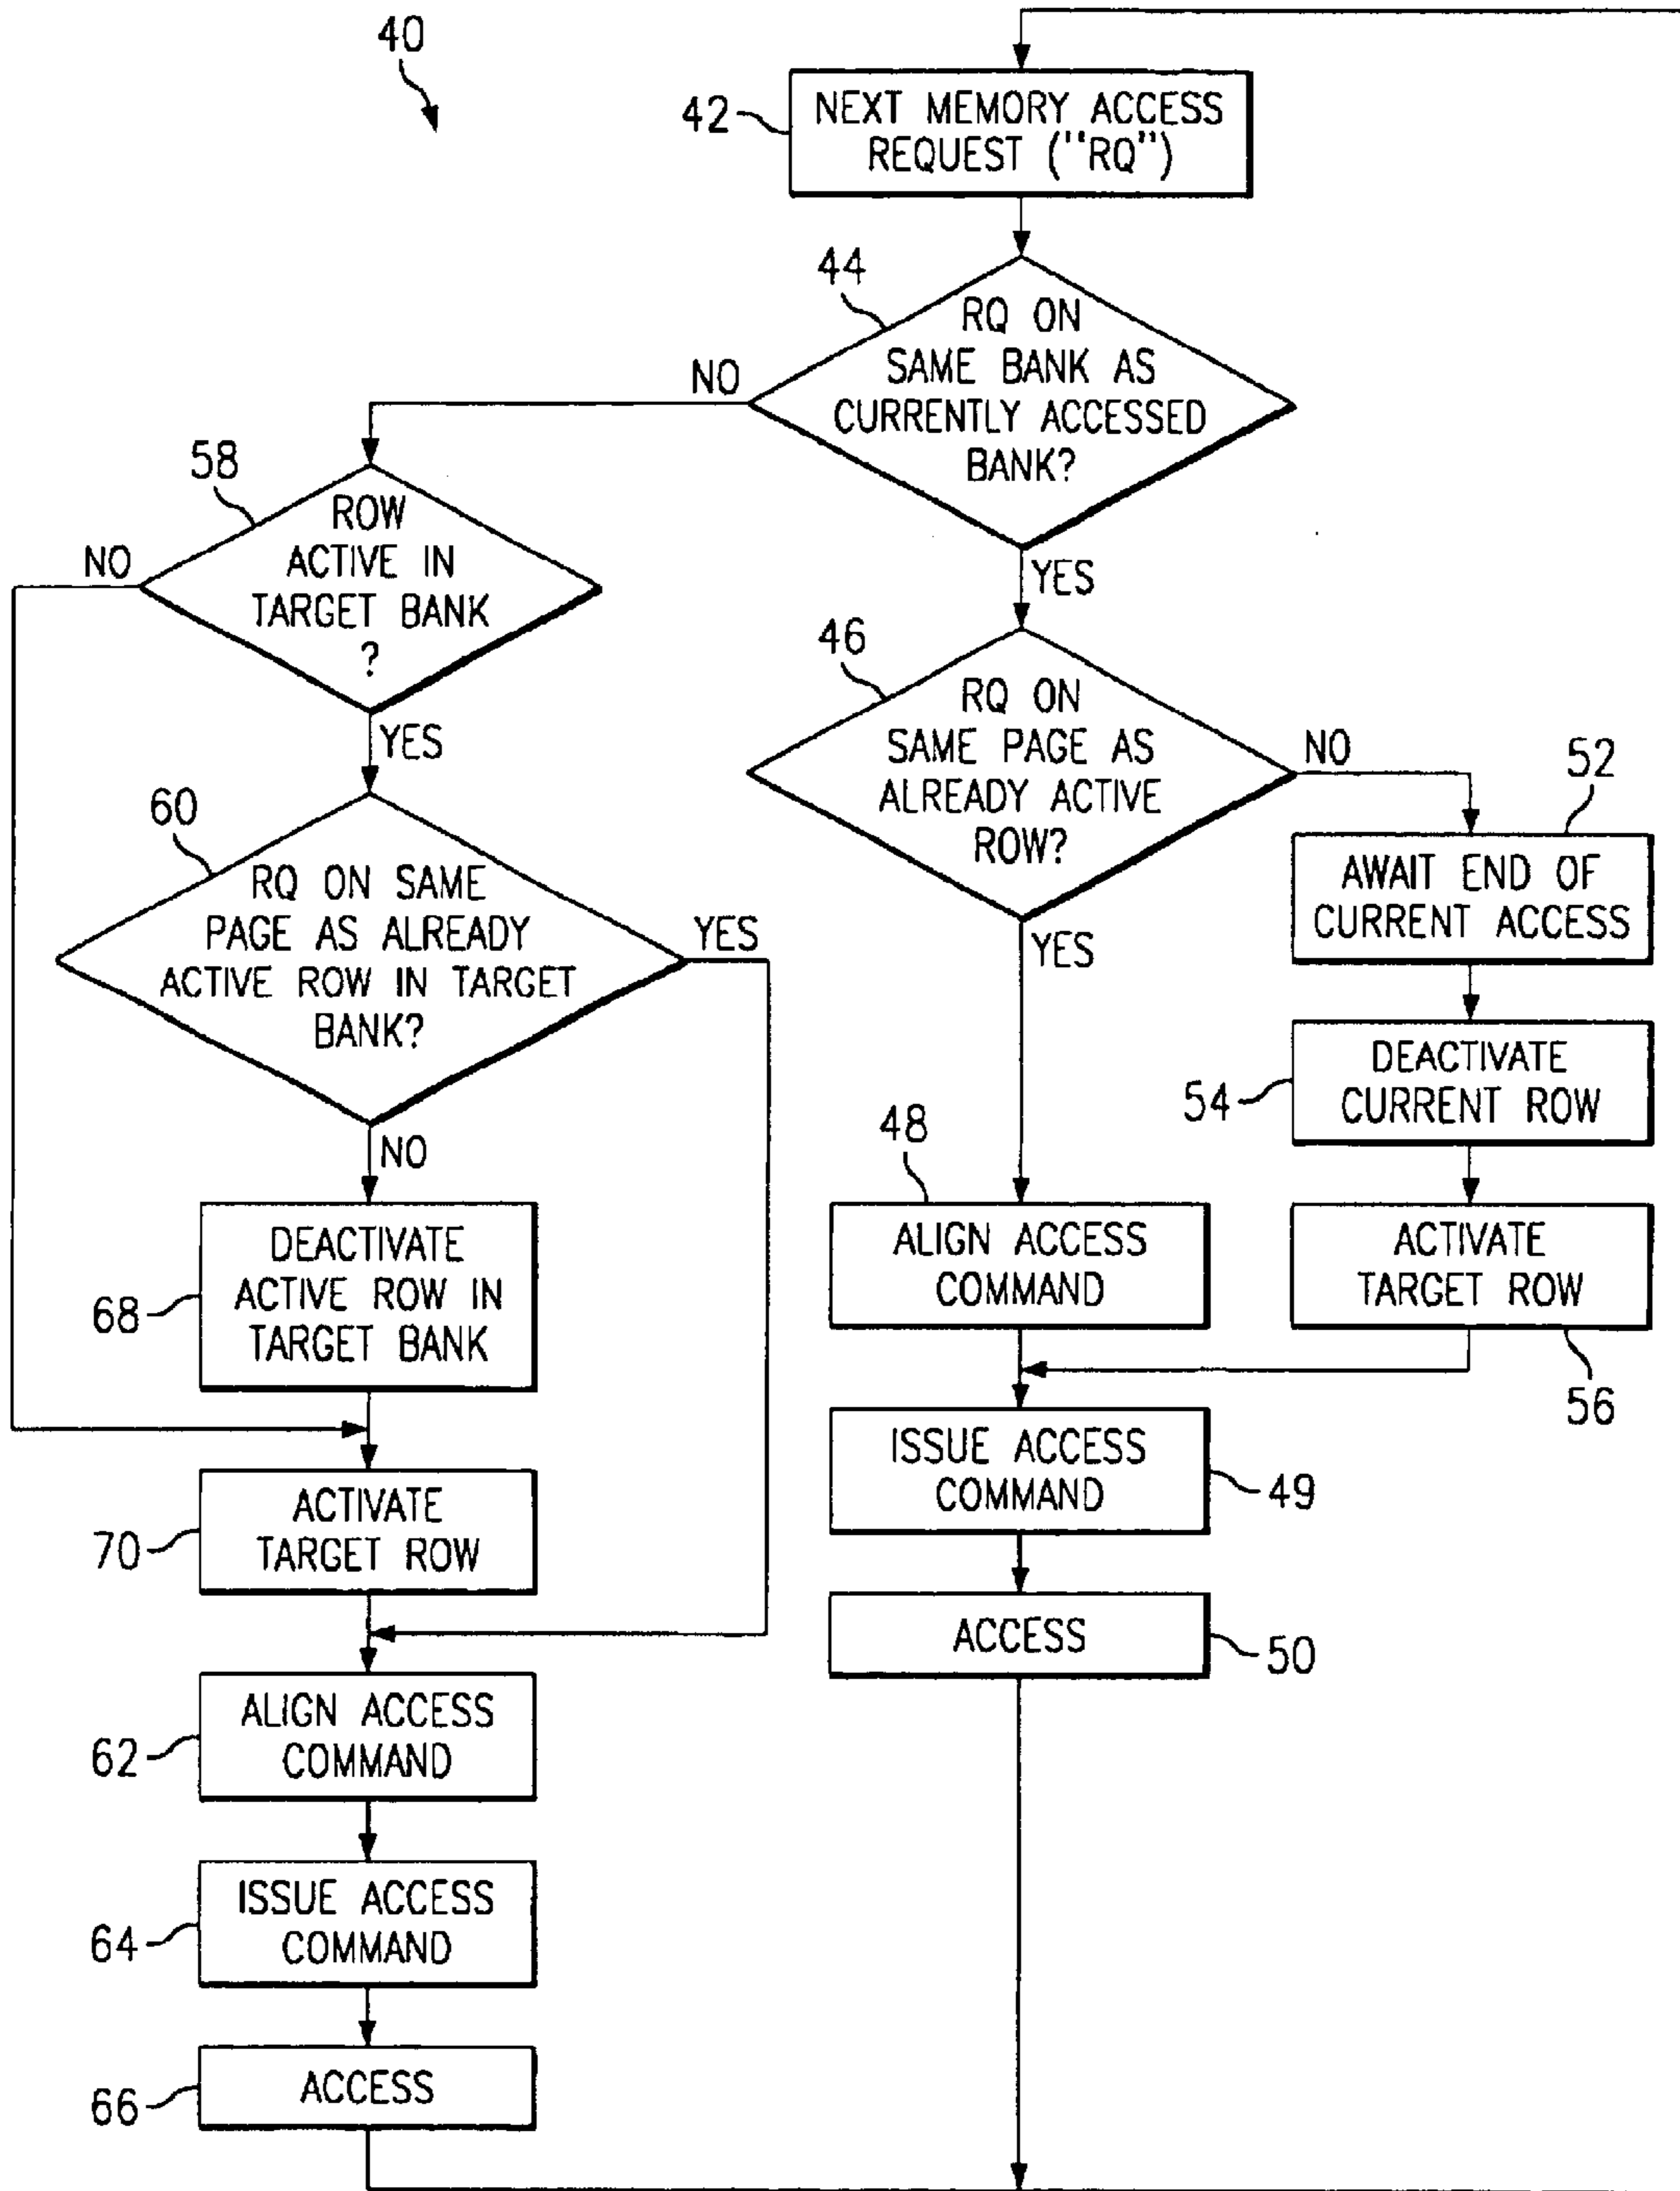 40
42
NEXT MEMORY ACCESS
REQUEST ("RQ")
44
RQ ON
SAME BANK AS
CURRENTLY ACCESSED
BANK?
NO
YES
58
ROW
ACTIVE IN
TARGET BANK
?
NO
YES
46
RQ ON
SAME PAGE AS
ALREADY ACTIVE
ROW?
NO
YES
52
AWAIT END OF
CURRENT ACCESS
60
RQ ON SAME
PAGE AS ALREADY
ACTIVE ROW IN TARGET
BANK?
YES
NO
54
DEACTIVATE
CURRENT ROW
48
ALIGN ACCESS
COMMAND
ACTIVATE
TARGET ROW
56
68
DEACTIVATE
ACTIVE ROW IN
TARGET BANK
ISSUE ACCESS
COMMAND
49
70
ACTIVATE
TARGET ROW
ACCESS
50
62
ALIGN ACCESS
COMMAND
64
ISSUE ACCESS
COMMAND
66
ACCESS